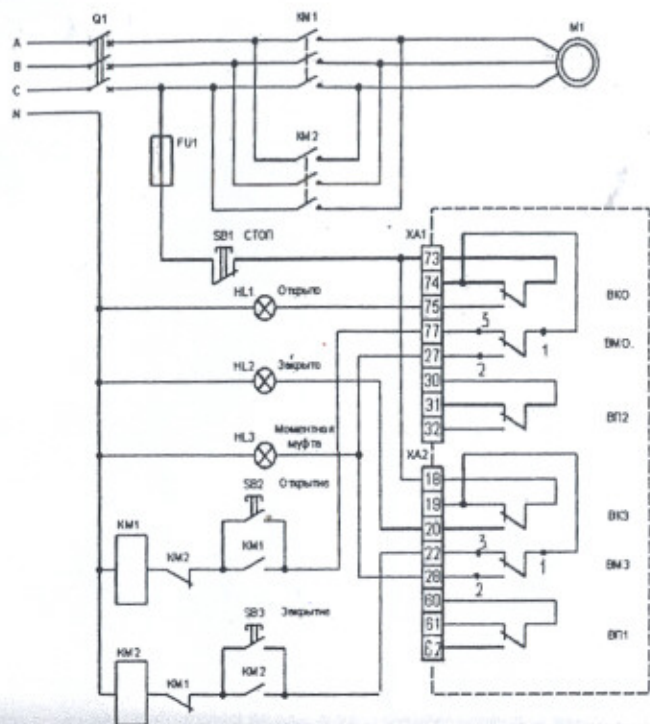 Q1
KM1
M1
A
B
C
N
KM2
FU1
SB1 СТОП
XA1
73
74
75
77
27
30
31
32
HL1 Открыто
HL2 Закрыто
HL3 Моментная
муфта
ВКО
ВМО.
ВП2
3
1
2
XA2
18
19
20
22
28
60
61
62
SB2 Открытие
KM1
KM2
KM1
ВКЗ
ВМЗ
ВП1
3
1
2
SB3 Закрытие
KM2
KM1
KM2